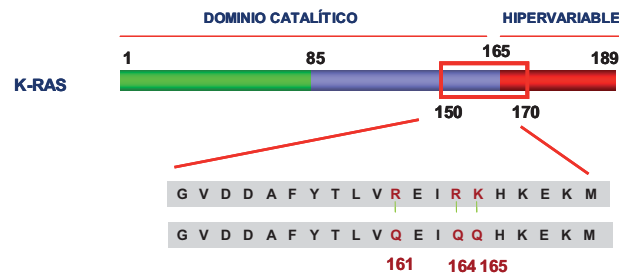 DOMINIO CATALÍTICO HIPERVARIABLE
1 85 165 189
K-RAS
150 170
G V D D A F Y T L V R E I R K H K E K M
G V D D A F Y T L V Q E I Q Q H K E K M
161 164 165